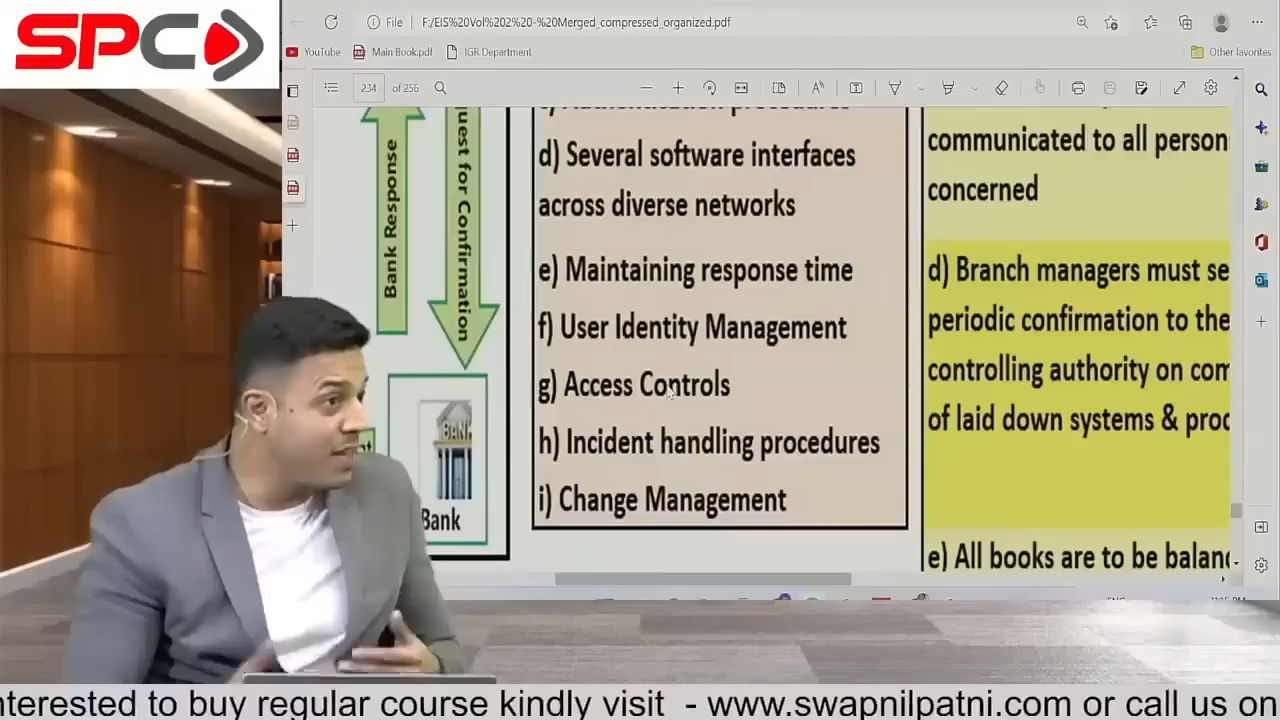 SPC
File
F:/EIS%20Vol%202%20-%20Merged_compressed_organized.pdf
YouTube
Main Book.pdf
IGR Department
Other favorites
234
of 256
Bank Response
uest for Confirmation
BANK
Bank
d) Several software interfaces
across diverse networks
e) Maintaining response time
f) User Identity Management
g) Access Controls
h) Incident handling procedures
i) Change Management
communicated to all person
concerned
d) Branch managers must se
periodic confirmation to the
controlling authority on com
of laid down systems & proc
e) All books are to be balanc
nterested to buy regular course kindly visit - www.swapnilpatni.com or call us on